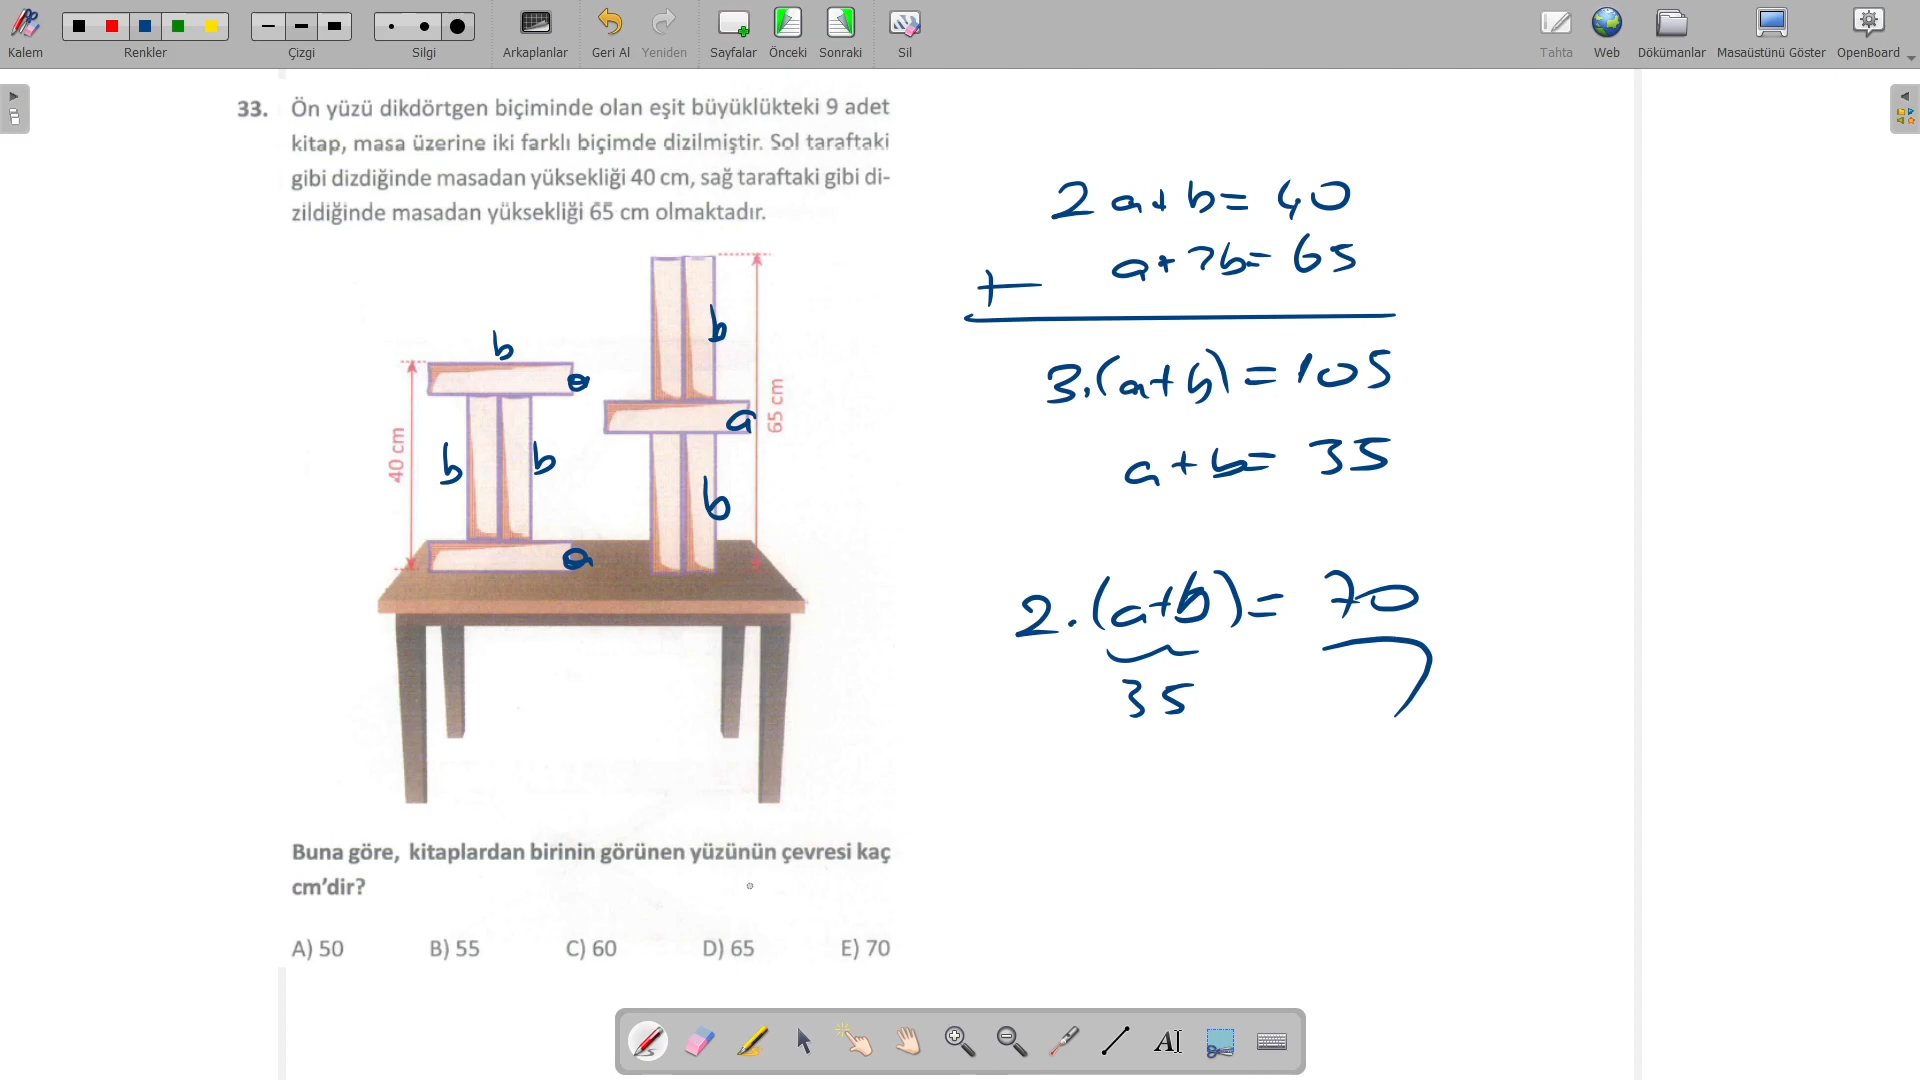 Kalem
Renkler
Çizgi
Silgi
Arkaplanlar
Geri Al
Yeniden
Sayfalar
Önceki
Sonraki
Sil
Tahta
Web
Dökümanlar
Masaüstünü Göster
OpenBoard
33. Ön yüzü dikdörtgen biçiminde olan eşit büyüklükteki 9 adet
kitap, masa üzerine iki farklı biçimde dizilmiştir. Sol taraftaki
gibi dizdiğinde masadan yüksekliği 40 cm, sağ taraftaki gibi di-
zildiğinde masadan yüksekliği 65 cm olmaktadır.
b
a
b
b
a
40 cm
b
a
b
65 cm
2a+b=40
a+2b=65
+
3.(a+b)=105
a+b=35
2.(a+b)=70
35
Buna göre, kitaplardan birinin görünen yüzünün çevresi kaç
cm'dir?
A) 50 B) 55 C) 60 D) 65 E) 70
AI